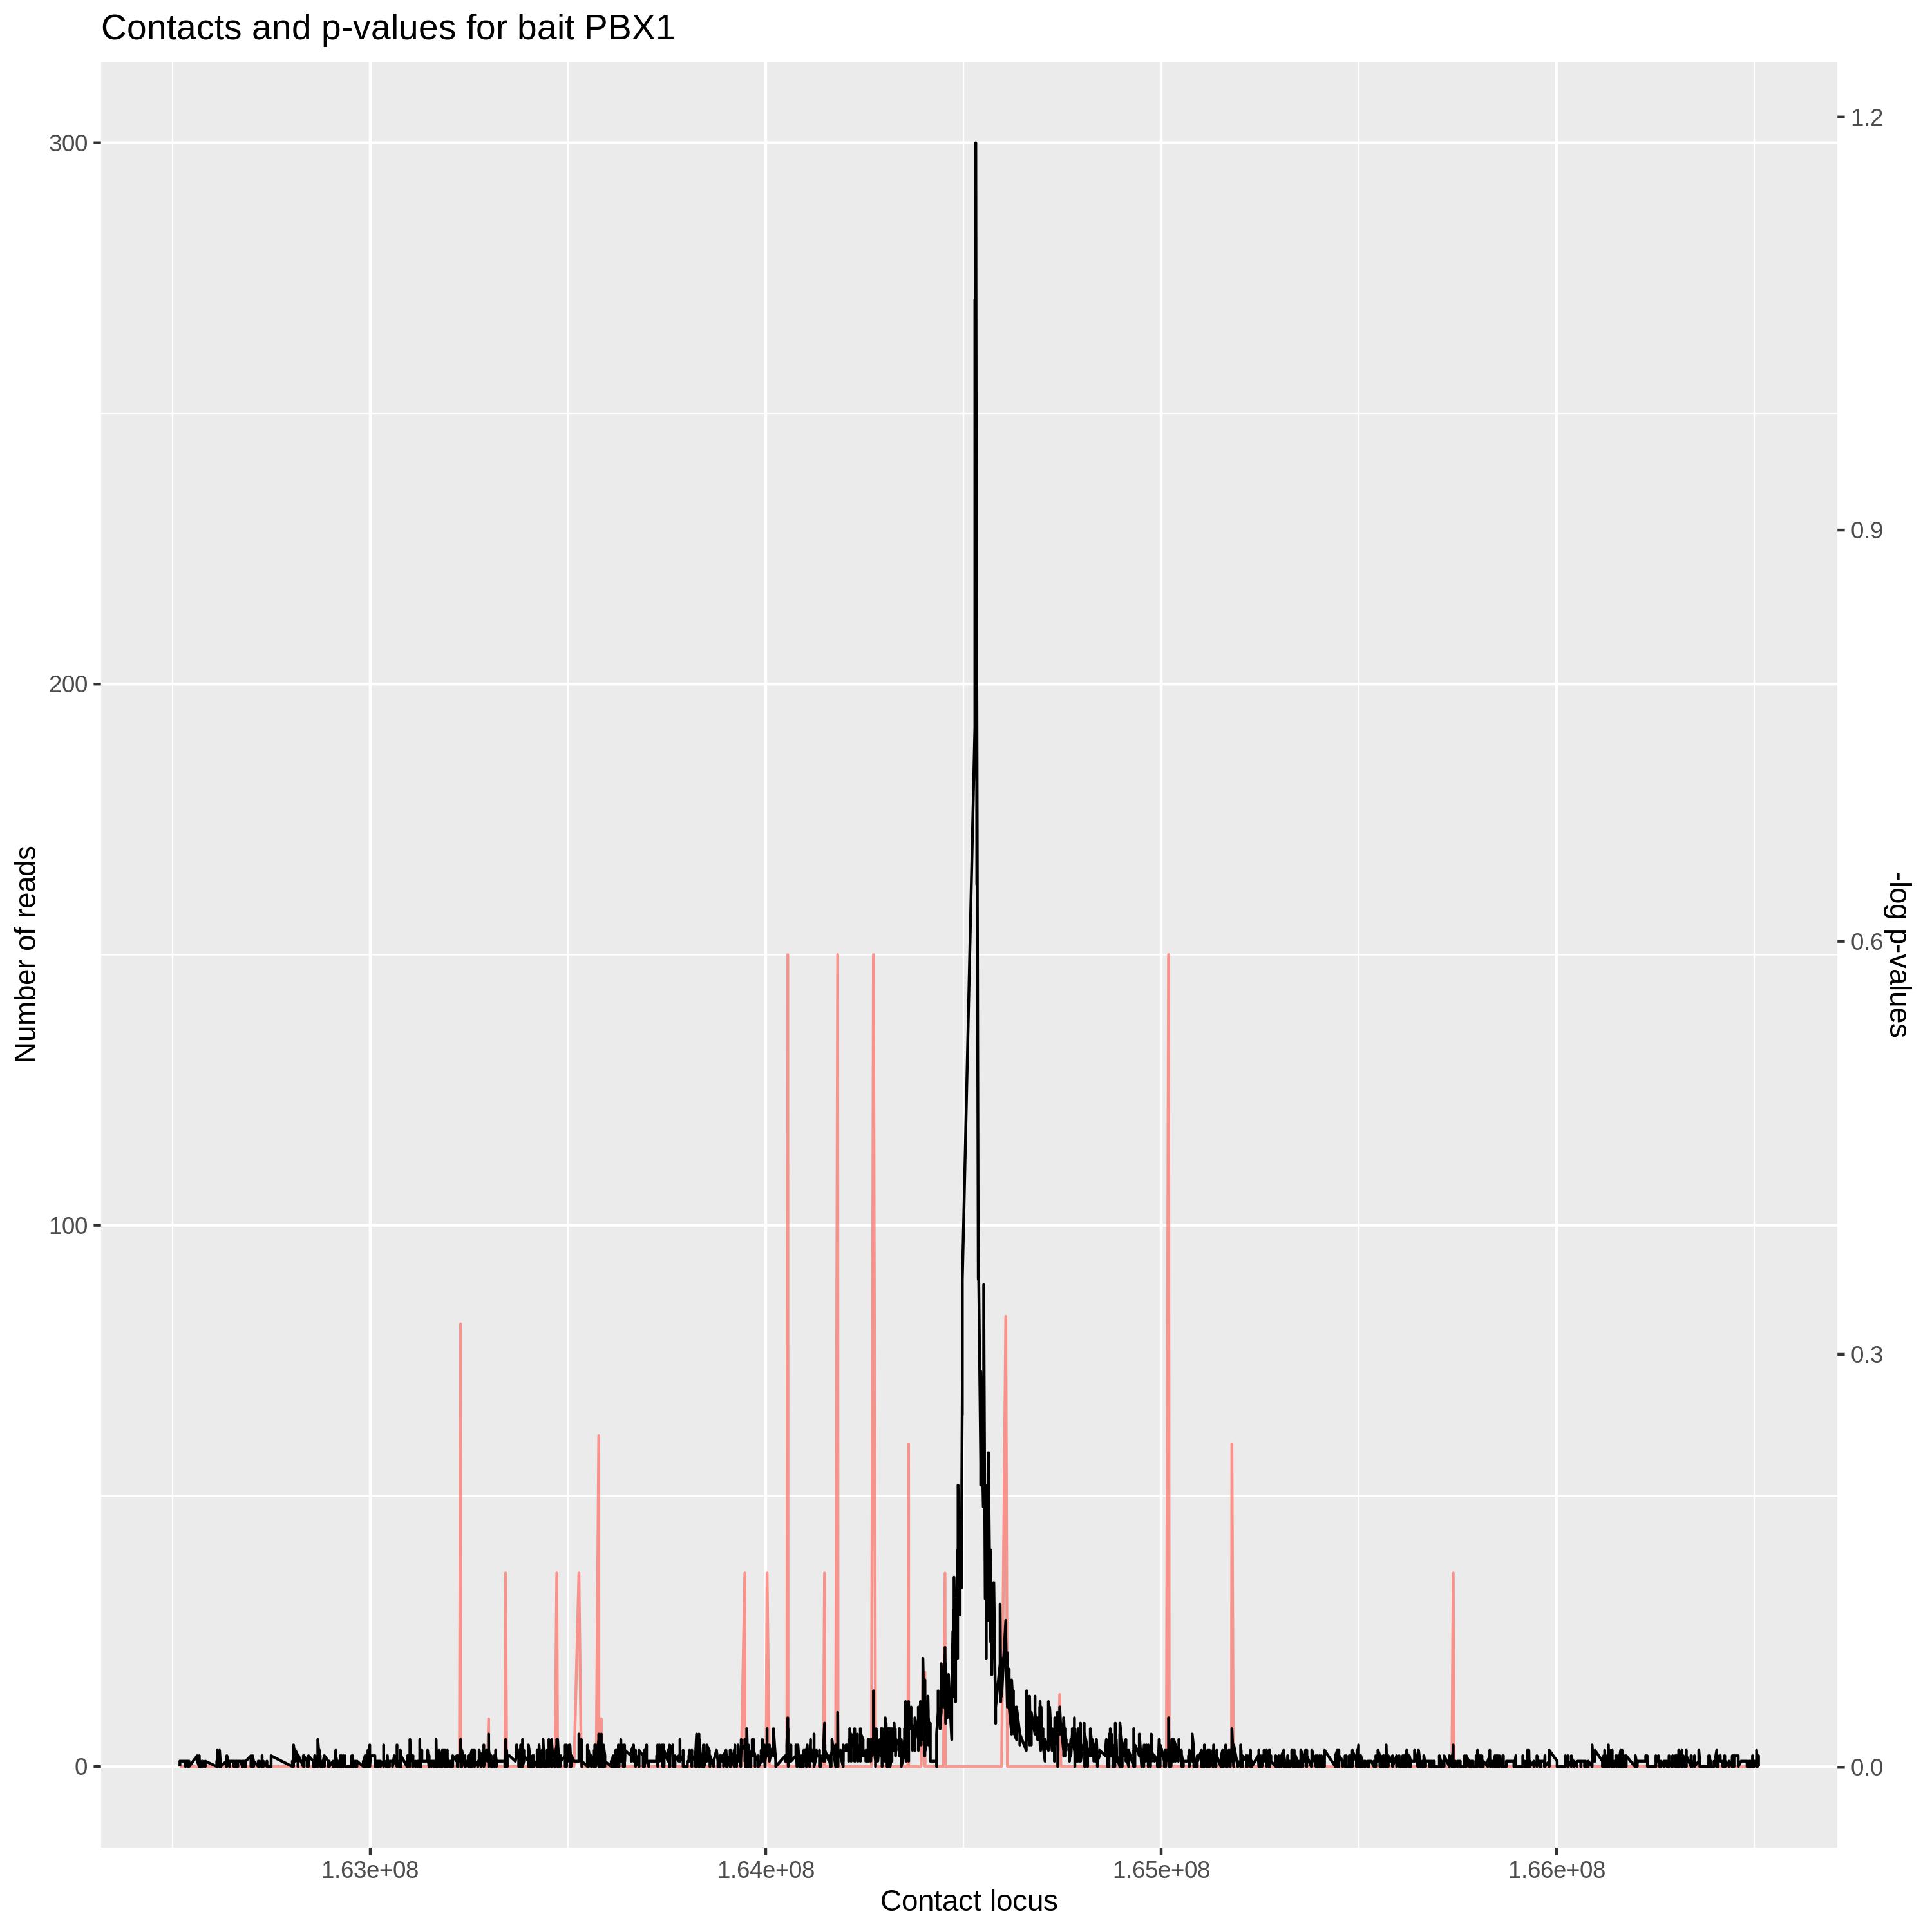 Contacts and p-values for bait PBX1
300
200
100
0
Number of reads
1.2
0.9
0.6
0.3
0.0
-log p-values
1.63e+08
1.64e+08
1.65e+08
1.66e+08
Contact locus